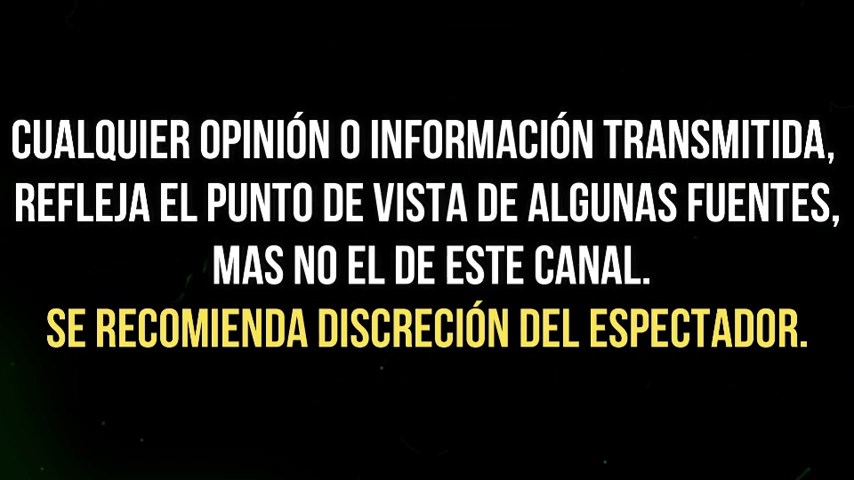 CUALQUIER OPINIÓN O INFORMACIÓN TRANSMITIDA,
REFLEJA EL PUNTO DE VISTA DE ALGUNAS FUENTES,
MAS NO EL DE ESTE CANAL.
SE RECOMIENDA DISCRECIÓN DEL ESPECTADOR.